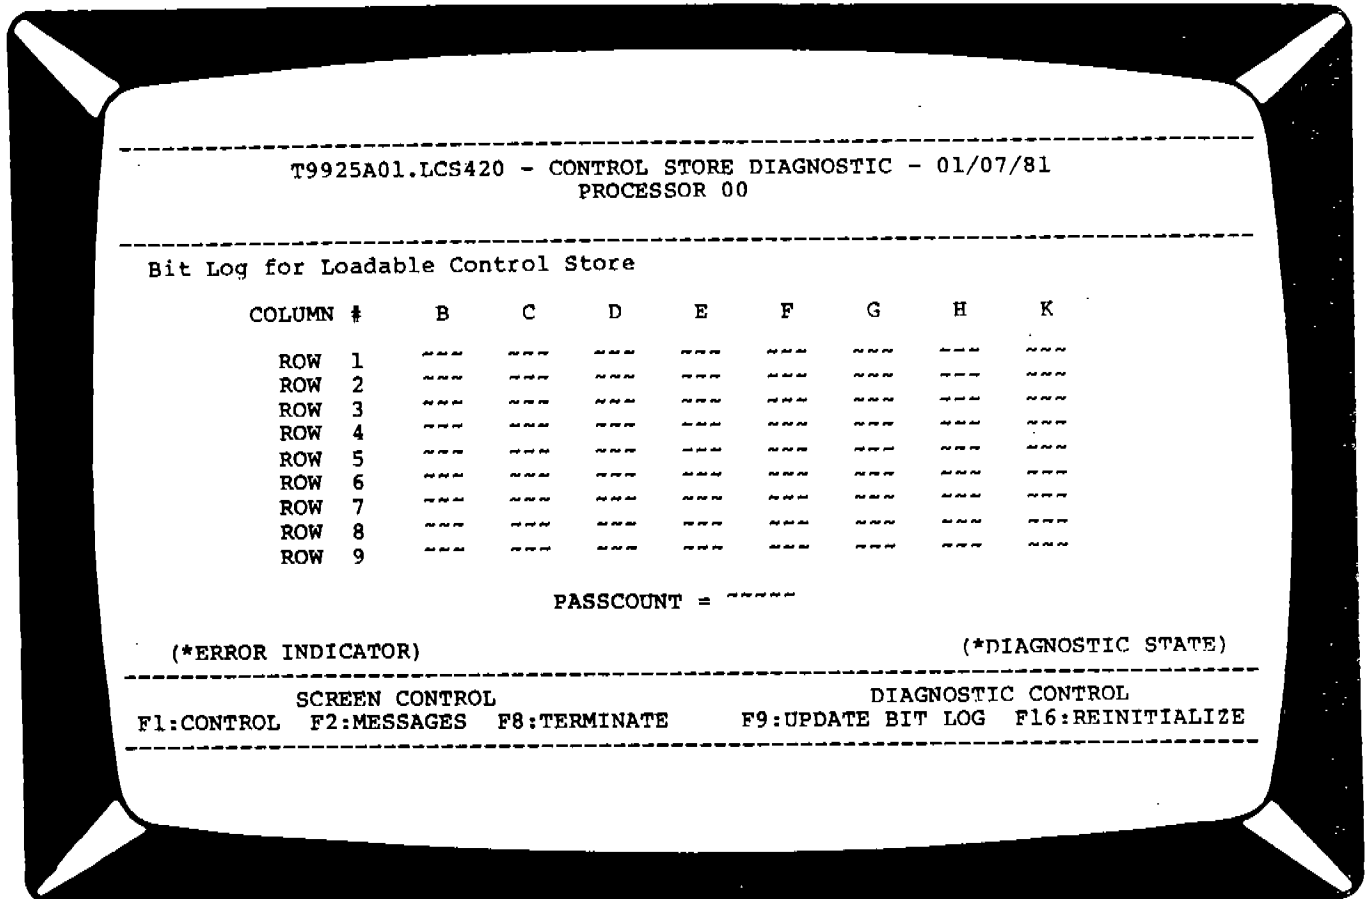 T9925A01.LCS420 - CONTROL STORE DIAGNOSTIC - 01/07/81
PROCESSOR 00
Bit Log for Loadable Control Store
COLUMN # B C D E F G H K
ROW 1 ~~~ ~~~ ~~~ ~~~ ~~~ ~~~ ~~~ ~~~
ROW 2 ~~~ ~~~ ~~~ ~~~ ~~~ ~~~ ~~~ ~~~
ROW 3 ~~~ ~~~ ~~~ ~~~ ~~~ ~~~ ~~~ ~~~
ROW 4 ~~~ ~~~ ~~~ ~~~ ~~~ ~~~ ~~~ ~~~
ROW 5 ~~~ ~~~ ~~~ ~~~ ~~~ ~~~ ~~~ ~~~
ROW 6 ~~~ ~~~ ~~~ ~~~ ~~~ ~~~ ~~~ ~~~
ROW 7 ~~~ ~~~ ~~~ ~~~ ~~~ ~~~ ~~~ ~~~
ROW 8 ~~~ ~~~ ~~~ ~~~ ~~~ ~~~ ~~~ ~~~
ROW 9 ~~~ ~~~ ~~~ ~~~ ~~~ ~~~ ~~~ ~~~
PASSCOUNT = ~~~~~
(*ERROR INDICATOR) (*DIAGNOSTIC STATE)
SCREEN CONTROL DIAGNOSTIC CONTROL
F1:CONTROL F2:MESSAGES F8:TERMINATE F9:UPDATE BIT LOG F16:REINITIALIZE